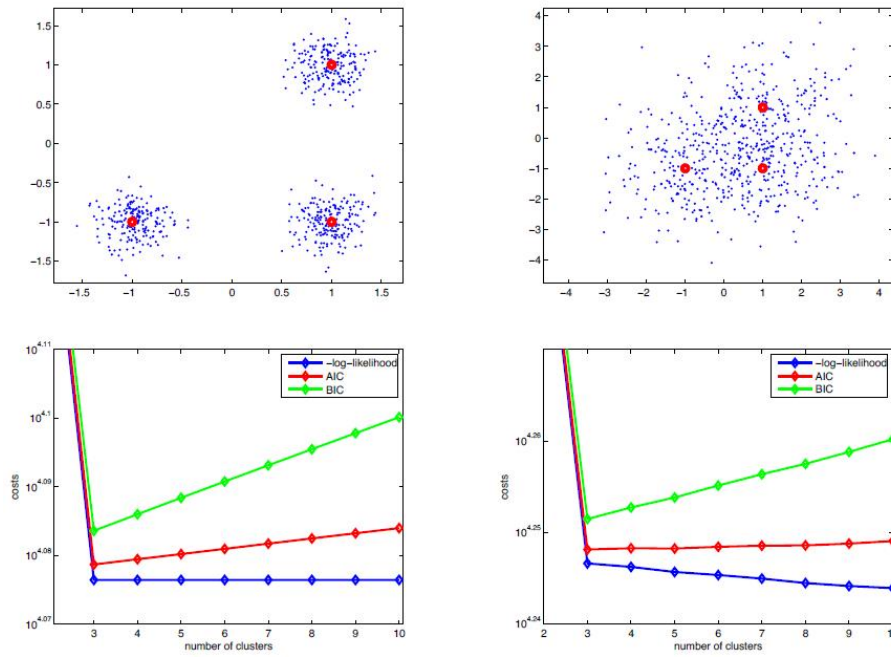 1.5
1
0.5
0
−0.5
−1
−1.5
−1.5 −1 −0.5 0 0.5 1 1.5
4
3
2
1
0
−1
−2
−3
−4
−4 −3 −2 −1 0 1 2 3 4
10^4.11
10^4.1
10^4.09
10^4.08
10^4.07
costs
-log-likelihood
AIC
BIC
3 4 5 6 7 8 9 10
number of clusters
10^4.26
10^4.25
10^4.24
costs
-log-likelihood
AIC
BIC
2 3 4 5 6 7 8 9
number of clusters